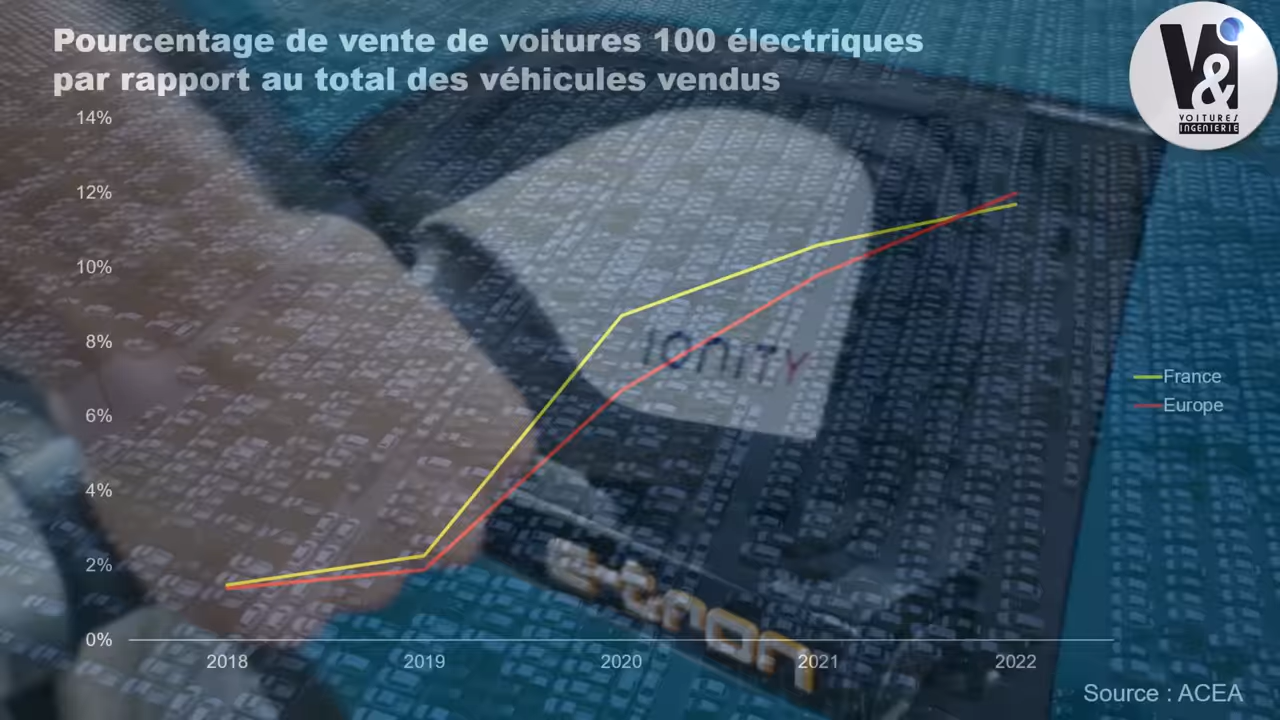 Pourcentage de vente de voitures 100 électriques
par rapport au total des véhicules vendus
V&i
VOITURES
INGENIERIE
14%
12%
10%
8%
6%
4%
2%
0%
2018
2019
2020
2021
2022
France
Europe
IONITY
e-tron
Source : ACEA